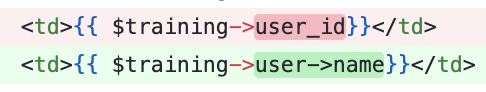 <td>{{ $training->user_id}}</td>
<td>{{ $training->user->name}}</td>